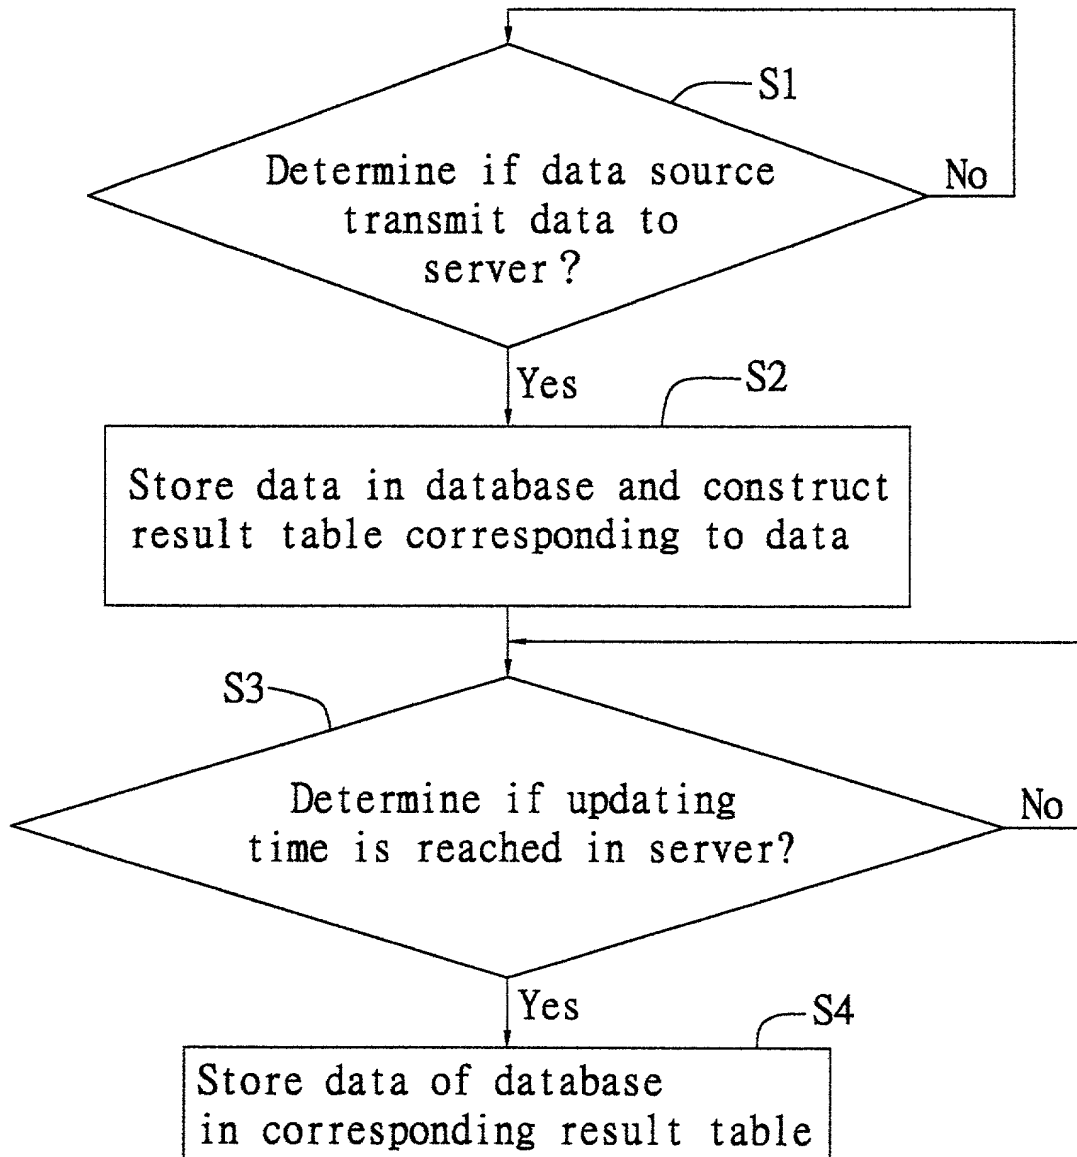 S1
Determine if data source
transmit data to
server?
No
Yes
S2
Store data in database and construct
result table corresponding to data
S3
Determine if updating
time is reached in server?
No
Yes
S4
Store data of database
in corresponding result table